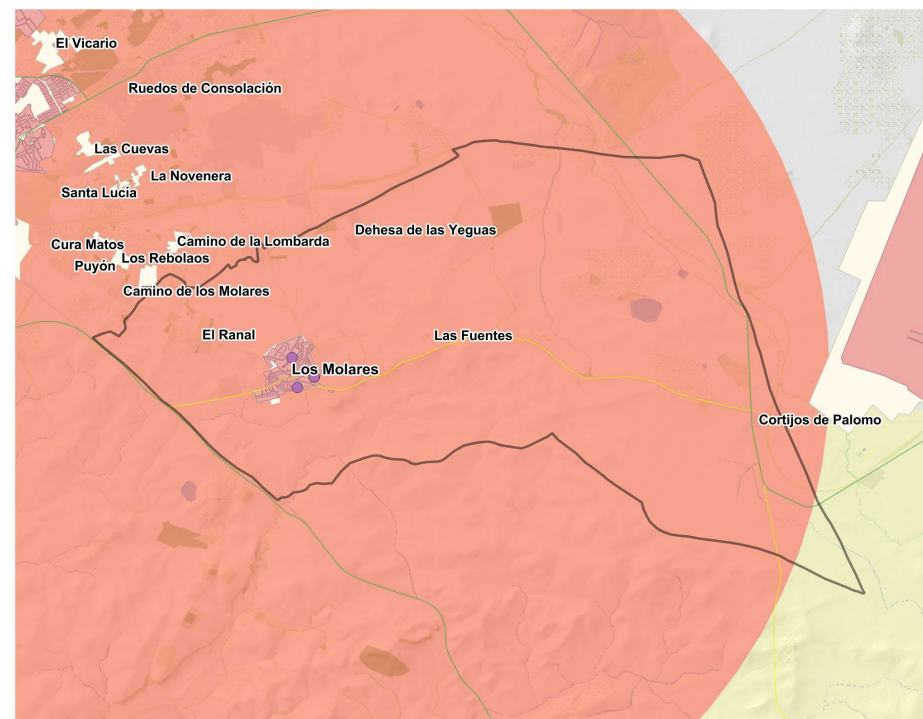 El Vicario
Ruedos de Consolación
Las Cuevas
La Novenera
Santa Lucía
Dehesa de las Yeguas
Cura Matos
Camino de la Lombarda
Puyón
Los Rebolaos
Camino de los Molares
El Ranal
Las Fuentes
Los Molares
Cortijos de Palomo